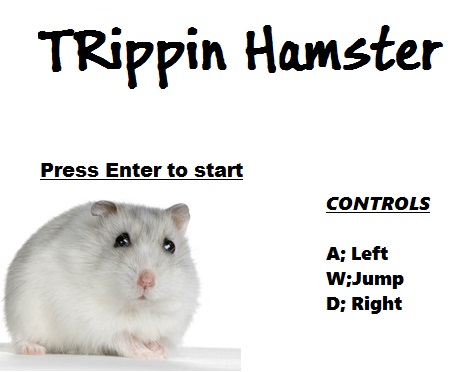 TRippin Hamster
Press Enter to start
CONTROLS
A; Left
W;Jump
D; Right